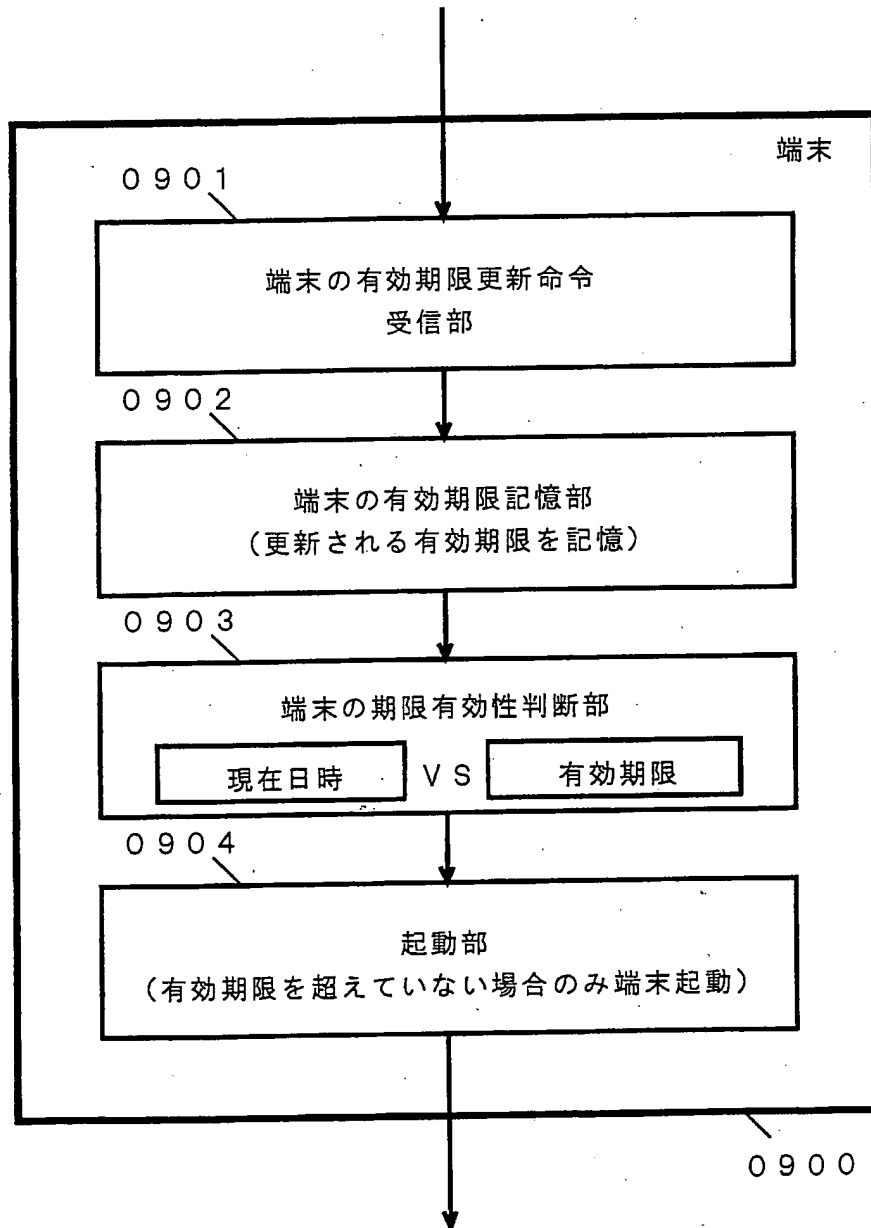 端末
0901
端末の有効期限更新命令
受信部
0902
端末の有効期限記憶部
（更新される有効期限を記憶）
0903
端末の期限有効性判断部
現在日時 VS 有効期限
0904
起動部
（有効期限を超えていない場合のみ端末起動）
0900